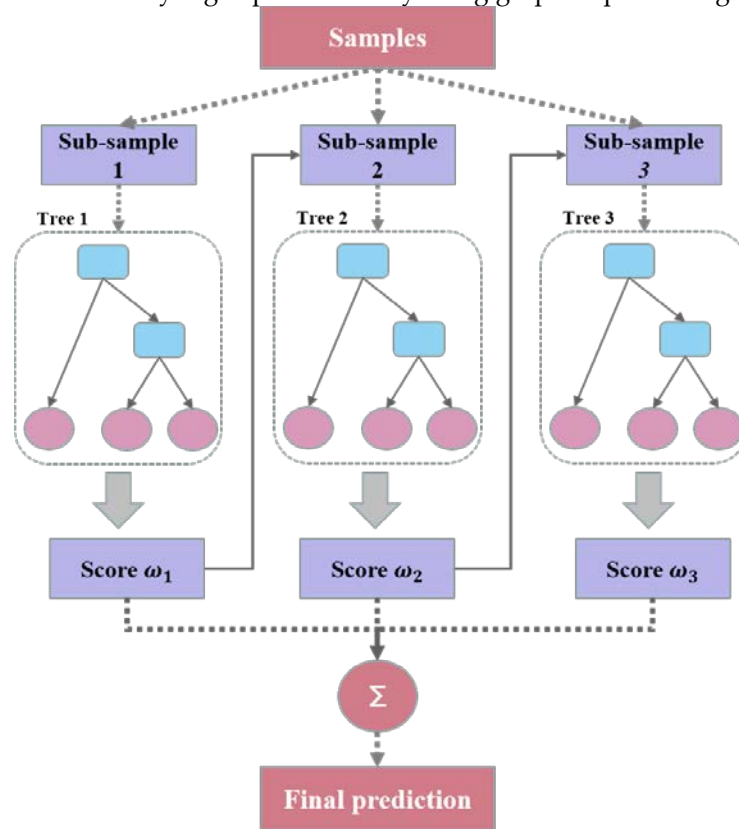 Samples
Sub-sample
1
Sub-sample
2
Sub-sample
3
Tree 1
Tree 2
Tree 3
Score ω₁
Score ω₂
Score ω₃
Σ
Final prediction